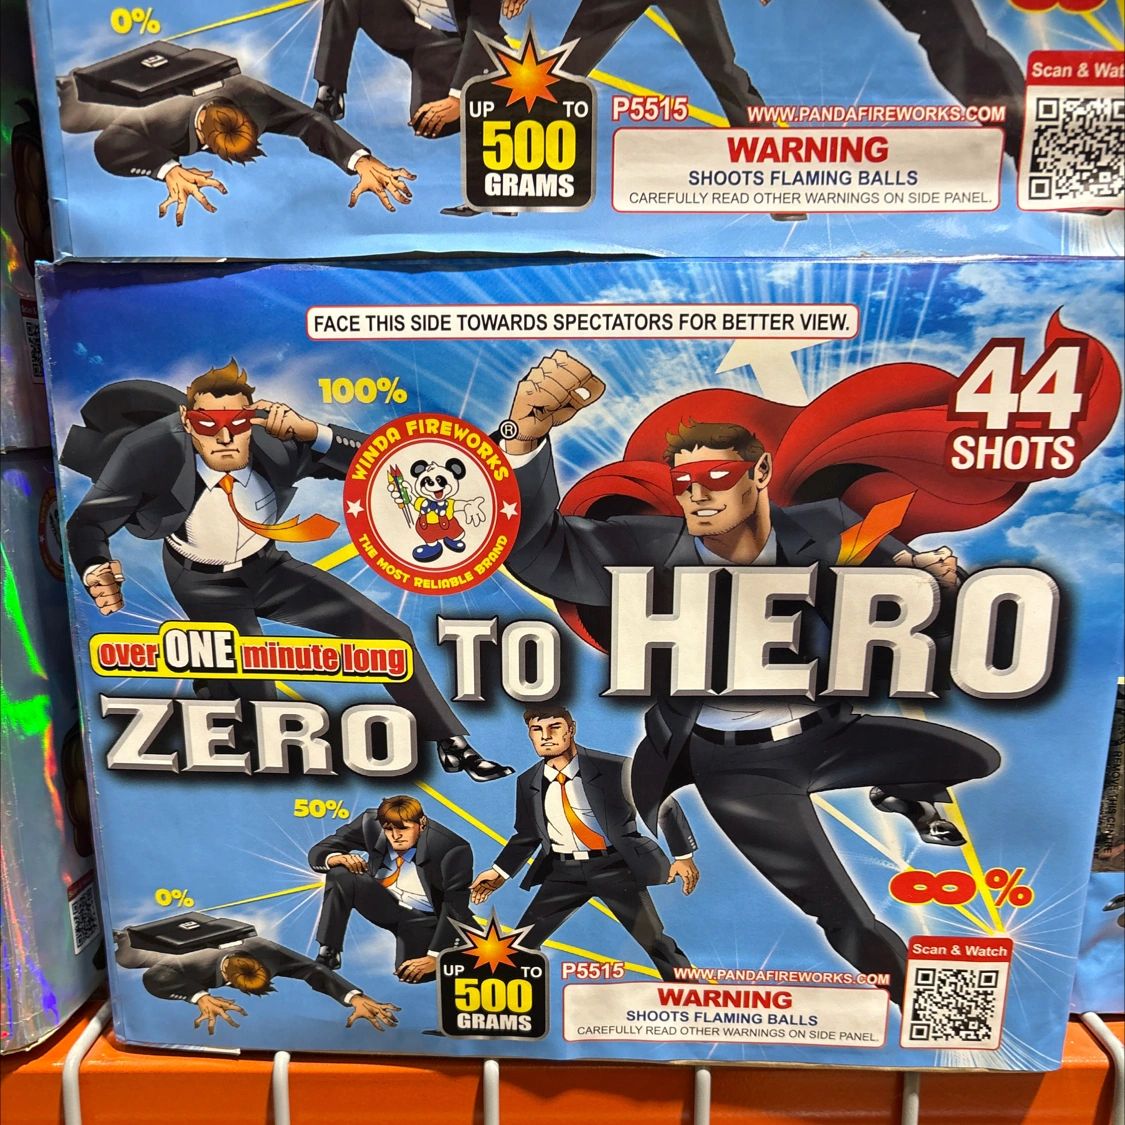 0%
UP TO
500
GRAMS
P5515
WWW.PANDAFIREWORKS.COM
WARNING
SHOOTS FLAMING BALLS
CAREFULLY READ OTHER WARNINGS ON SIDE PANEL.
Scan &
FACE THIS SIDE TOWARDS SPECTATORS FOR BETTER VIEW.
44
SHOTS
100%
WINDA FIREWORKS
®
THE MOST RELIABLE BRAND
over ONE minute long
ZERO TO HERO
50%
0%
∞%
UP TO
500
GRAMS
P5515
WWW.PANDAFIREWORKS.COM
WARNING
SHOOTS FLAMING BALLS
CAREFULLY READ OTHER WARNINGS ON SIDE PANEL.
Scan & Watch